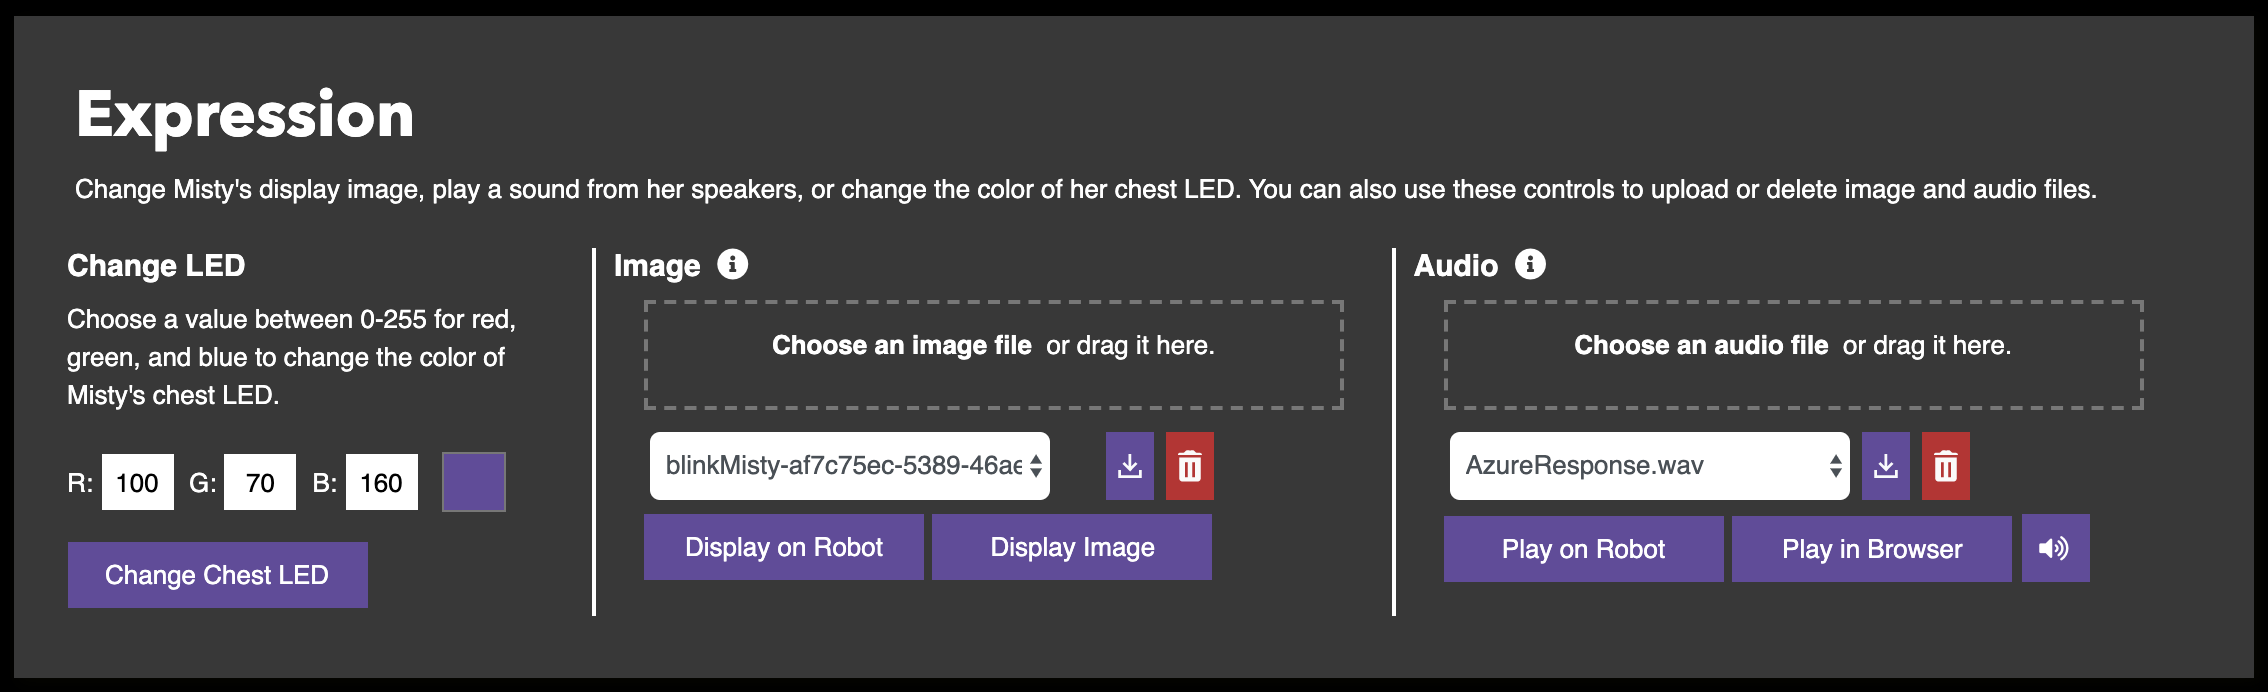 Expression
Change Misty's display image, play a sound from her speakers, or change the color of her chest LED. You can also use these controls to upload or delete image and audio files.
Change LED
Choose a value between 0-255 for red,
green, and blue to change the color of
Misty's chest LED.
R: 100 G: 70 B: 160
Change Chest LED
Image
Choose an image file or drag it here.
blinkMisty-af7c75ec-5389-46ae
Display on Robot Display Image
Audio
Choose an audio file or drag it here.
AzureResponse.wav
Play on Robot Play in Browser